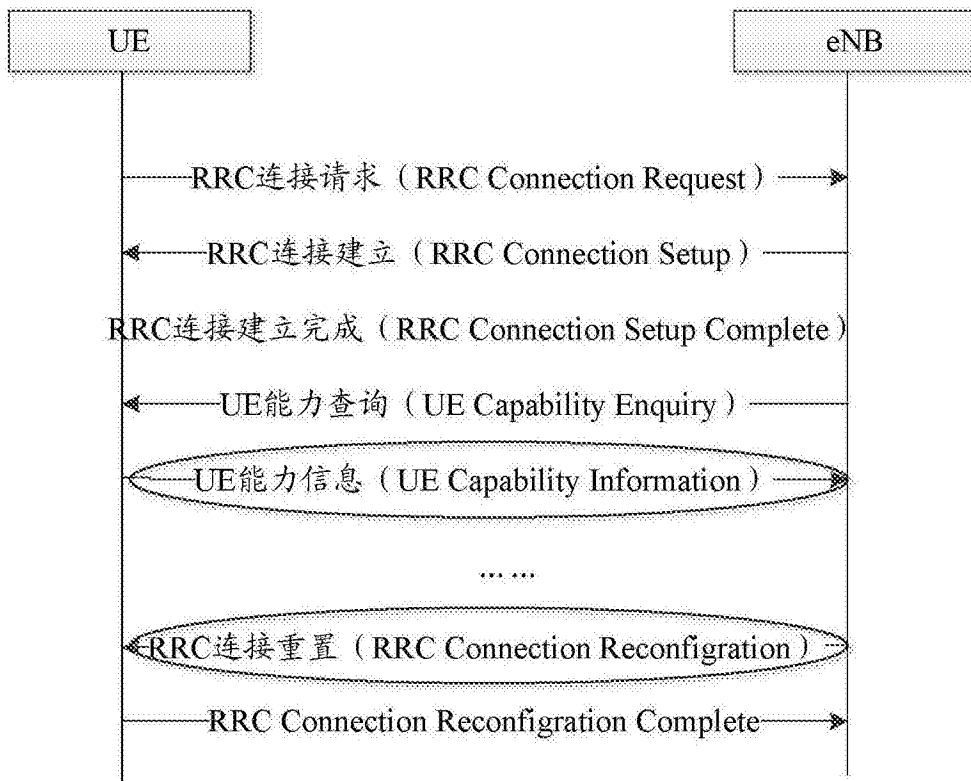 UE
eNB
RRC连接请求（RRC Connection Request）
RRC连接建立（RRC Connection Setup）
RRC连接建立完成（RRC Connection Setup Complete）
UE能力查询（UE Capability Enquiry）
UE能力信息（UE Capability Information）
... ...
RRC连接重置（RRC Connection Reconfigration）
RRC Connection Reconfigration Complete